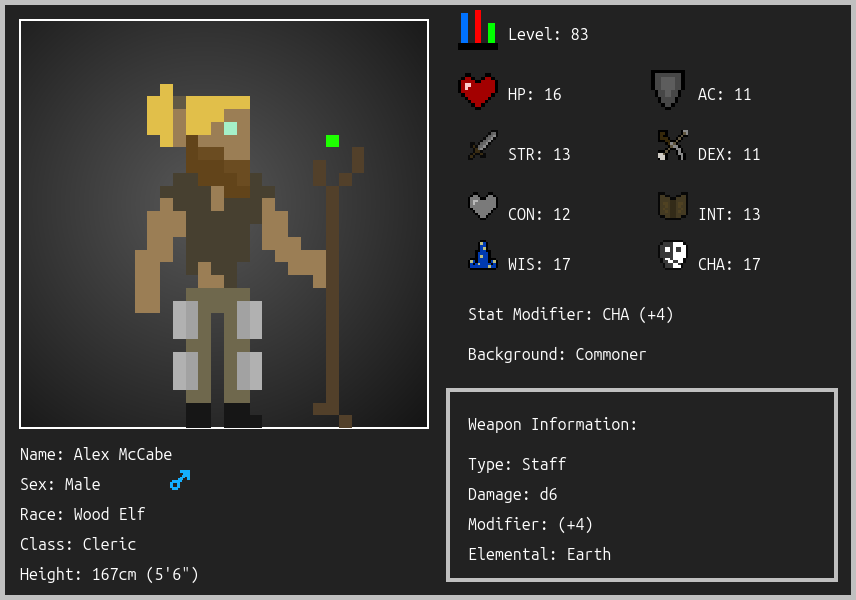 Level: 83
HP: 16
AC: 11
STR: 13
DEX: 11
CON: 12
INT: 13
WIS: 17
CHA: 17
Stat Modifier: CHA (+4)
Background: Commoner
Weapon Information:
Type: Staff
Damage: d6
Modifier: (+4)
Elemental: Earth
Name: Alex McCabe
Sex: Male
Race: Wood Elf
Class: Cleric
Height: 167cm (5'6")